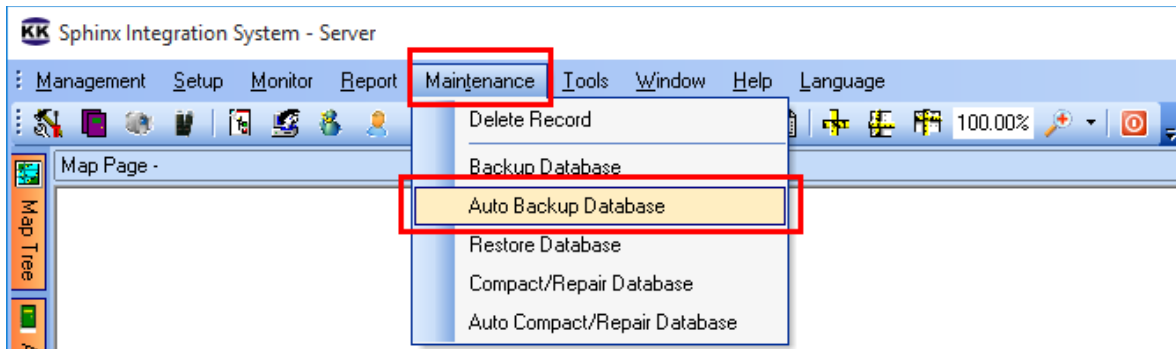 KK Sphinx Integration System - Server
Management Setup Monitor Report Maintenance Tools Window Help Language
Delete Record
100.00%
Map Page -
Backup Database
Auto Backup Database
Map Tree
Restore Database
Compact/Repair Database
Auto Compact/Repair Database